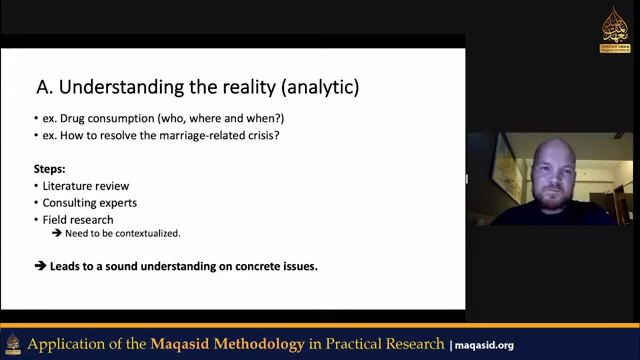 A. Understanding the reality (analytic)
• ex. Drug consumption (who, where and when?)
• ex. How to resolve the marriage-related crisis?
Steps:
• Literature review
• Consulting experts
• Field research
➔ Need to be contextualized.
➔ Leads to a sound understanding on concrete issues.
Application of the Maqasid Methodology in Practical Research | maqasid.org